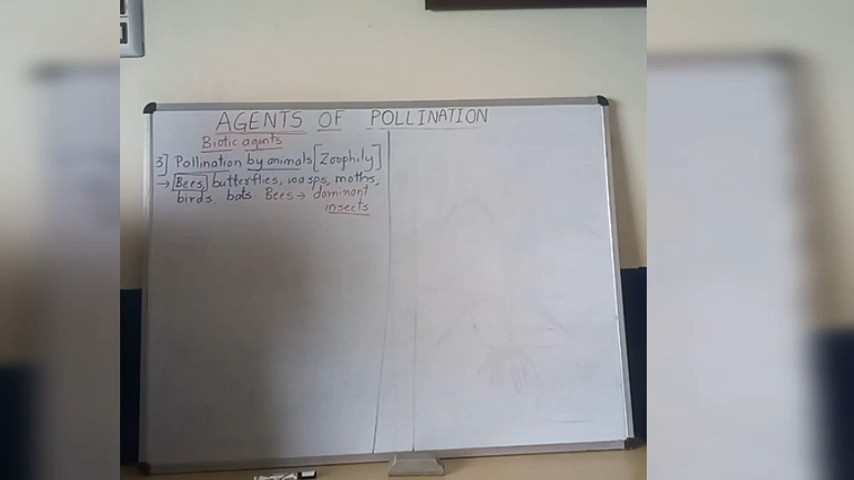 AGENTS OF POLLINATION
Biotic agents
3] Pollination by animals [Zoophily]
→ Bees, butterflies, wasps, moths,
birds, bats. Bees → dominant
insects